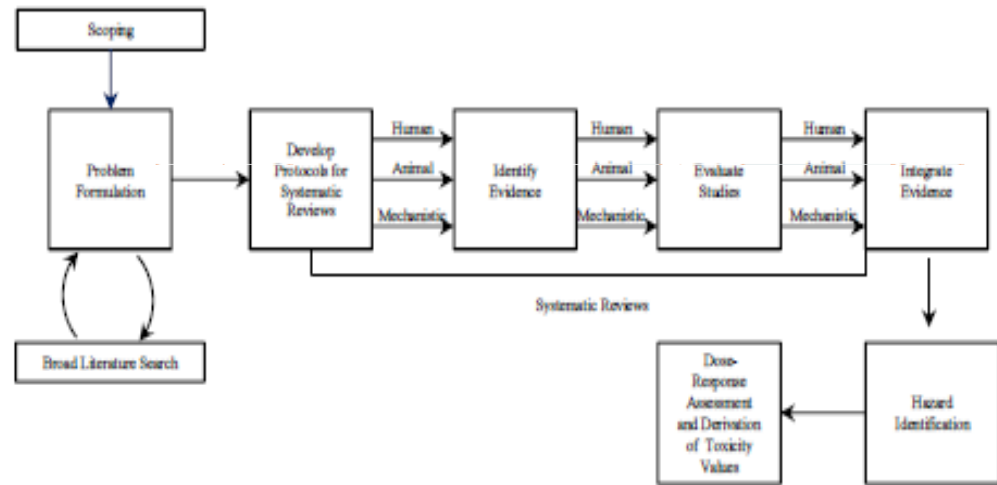 Scoping
Problem
Formulation
Broad Literature Search
Develop
Protocols for
Systematic
Reviews
Human
Animal
Mechanistic
Identify
Evidence
Human
Animal
Mechanistic
Evaluate
Studies
Human
Animal
Mechanistic
Integrate
Evidence
Systematic Reviews
Hazard
Identification
Dose-
Response
Assessment
and Derivation
of Toxicity
Values